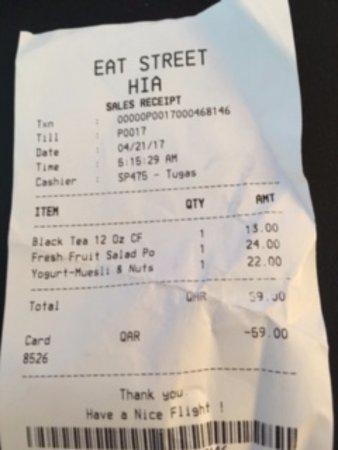 EAT STREET
HIA
SALES RECEIPT
Txn : 00000P0017000468146
Till : P0017
Date : 04/21/17
Time : 5:15:29 AM
Cashier : SP475 - Tugas
ITEM QTY AMT
Black Tea 12 Oz CF 1 13.00
Fresh Fruit Salad Po 1 24.00
Yogurt-Muesli & Nuts 1 22.00
Total QAR 59.00
Card QAR -59.00
8526
Thank you
Have a Nice Flight !